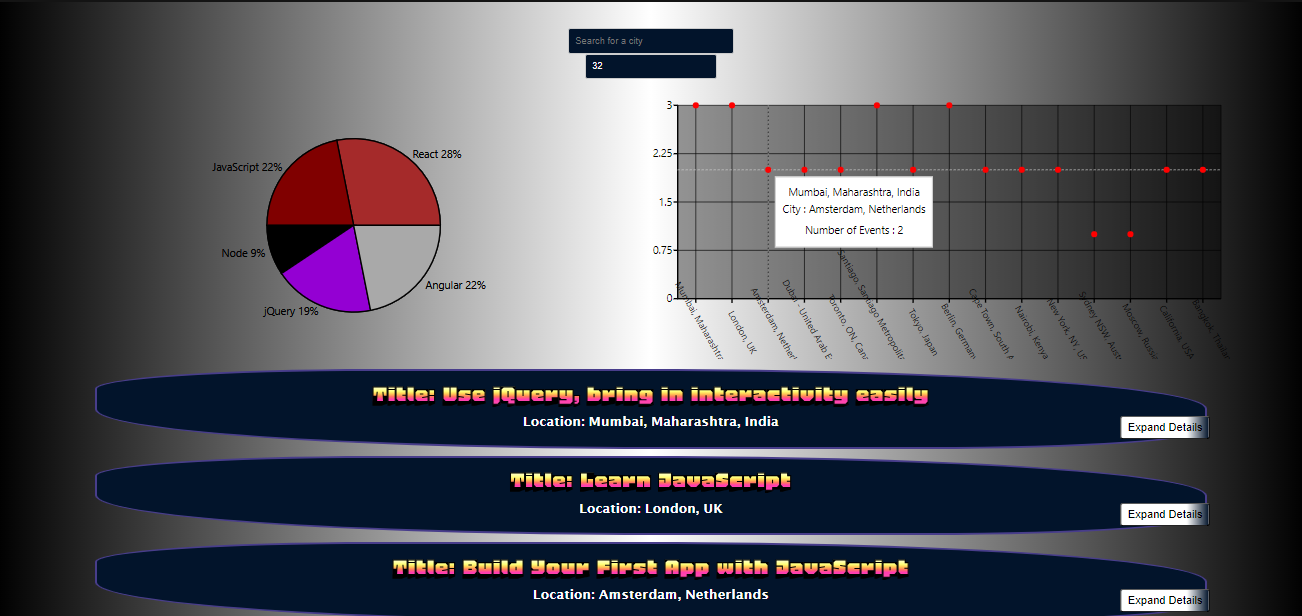 Search for a city
32
JavaScript 22%
React 28%
Node 9%
jQuery 19%
Angular 22%
3
2.25
1.5
0.75
0
Mumbai, Maharashtra, India
City : Amsterdam, Netherlands
Number of Events : 2
Mumbai, Maharashtra
London, UK
Amsterdam, Nether
Dubai - United Arab E
Toronto, ON, Can
Santiago, Santiago Metropolit
Tokyo, Japan
Berlin, German
Cape Town, South A
Nairobi, Kenya
New York, NY, US
Sydney NSW, Aust
Moscow, Russi
California, USA
Bangkok, Thaila
Title: Use jQuery, bring in interactivity easily
Location: Mumbai, Maharashtra, India
Expand Details
Title: Learn JavaScript
Location: London, UK
Expand Details
Title: Build Your First App with JavaScript
Location: Amsterdam, Netherlands
Expand Details